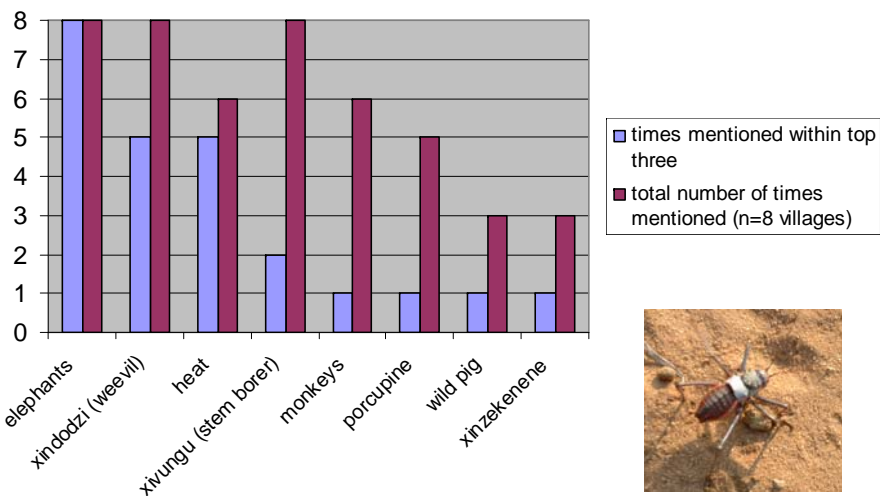 8
7
6
5
4
3
2
1
0
elephants
xindodzi (weevil)
heat
xivungu (stem borer)
monkeys
porcupine
wild pig
xinzekenene
times mentioned within top
three
total number of times
mentioned (n=8 villages)